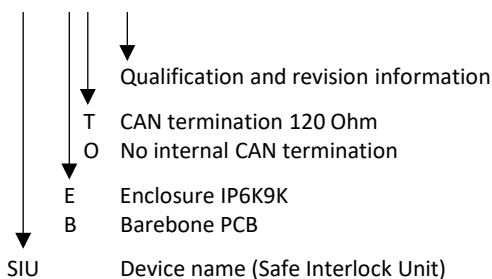 Qualification and revision information
T CAN termination 120 Ohm
O No internal CAN termination
E Enclosure IP6K9K
B Barebone PCB
SIU Device name (Safe Interlock Unit)